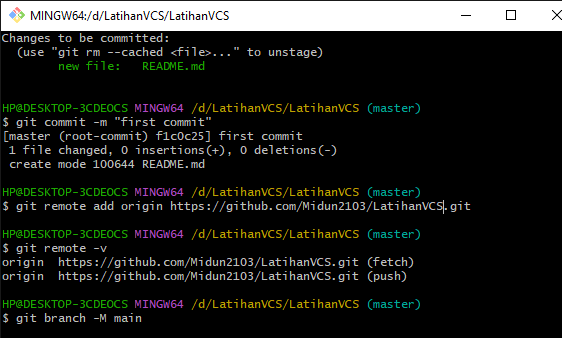 MINGW64:/d/LatihanVCS/LatihanVCS
Changes to be committed:
  (use "git rm --cached <file>..." to unstage)
        new file:   README.md
HP@DESKTOP-3CDEOCS MINGW64 /d/LatihanVCS/LatihanVCS (master)
$ git commit -m "first commit"
[master (root-commit) f1c0c25] first commit
 1 file changed, 0 insertions(+), 0 deletions(-)
 create mode 100644 README.md
HP@DESKTOP-3CDEOCS MINGW64 /d/LatihanVCS/LatihanVCS (master)
$ git remote add origin https://github.com/Midun2103/LatihanVCS.git
HP@DESKTOP-3CDEOCS MINGW64 /d/LatihanVCS/LatihanVCS (master)
$ git remote -v
origin  https://github.com/Midun2103/LatihanVCS.git (fetch)
origin  https://github.com/Midun2103/LatihanVCS.git (push)
HP@DESKTOP-3CDEOCS MINGW64 /d/LatihanVCS/LatihanVCS (master)
$ git branch -M main